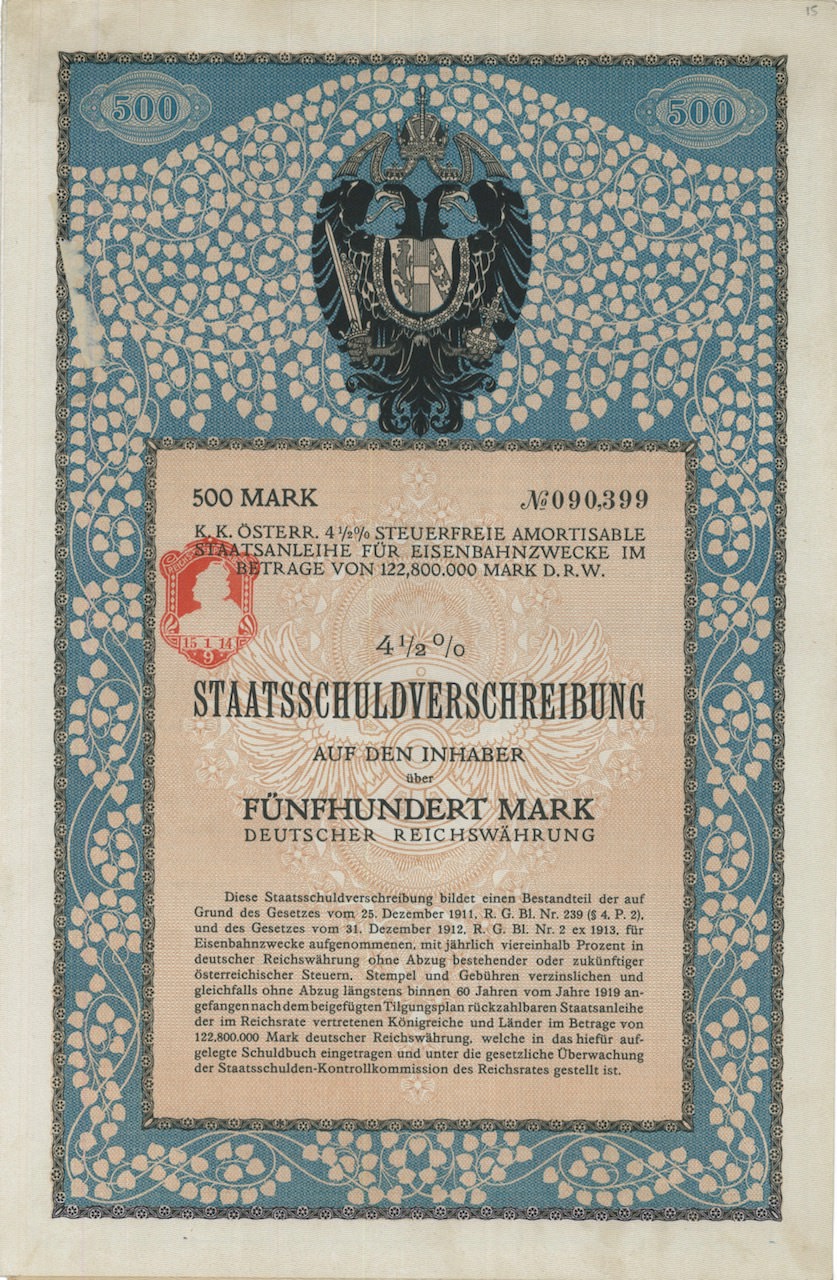 15
500
500
500 MARK
№ 090,399
K. K. ÖSTERR. 4 ½% STEUERFREIE AMORTISABLE
STAATSANLEIHE FÜR EISENBAHNZWECKE IM
BETRAGE VON 122,800.000 MARK D. R. W.
15 1 14
9
4 ½ %
STAATSSCHULDVERSCHREIBUNG
AUF DEN INHABER
über
FÜNFHUNDERT MARK
DEUTSCHER REICHSWÄHRUNG
Diese Staatsschuldverschreibung bildet einen Bestandteil der auf
Grund des Gesetzes vom 25. Dezember 1911, R. G. Bl. Nr. 239 (§ 4. P. 2),
und des Gesetzes vom 31. Dezember 1912, R. G. Bl. Nr. 2 ex 1913, für
Eisenbahnzwecke aufgenommenen, mit jährlich viereinhalb Prozent in
deutscher Reichswährung ohne Abzug bestehender oder zukünftiger
österreichischer Steuern, Stempel und Gebühren verzinslichen und
gleichfalls ohne Abzug längstens binnen 60 Jahren vom Jahre 1919 an-
gefangen nach dem beigefügten Tilgungsplan rückzahlbaren Staatsanleihe
der im Reichsrate vertretenen Königreiche und Länder im Betrage von
122,800.000 Mark deutscher Reichswährung, welche in das hiefür auf-
gelegte Schuldbuch eingetragen und unter die gesetzliche Überwachung
der Staatsschulden-Kontrollkommission des Reichsrates gestellt ist.